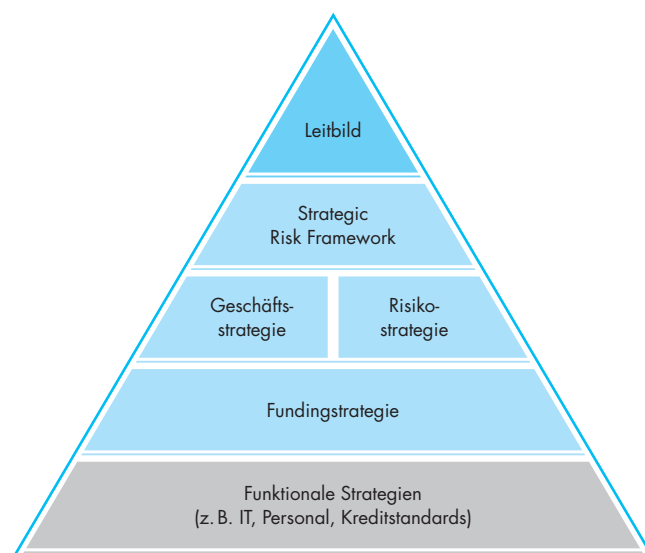 Leitbild
Strategic
Risk Framework
Geschäfts-
strategie
Risiko-
strategie
Fundingstrategie
Funktionale Strategien
(z. B. IT, Personal, Kreditstandards)